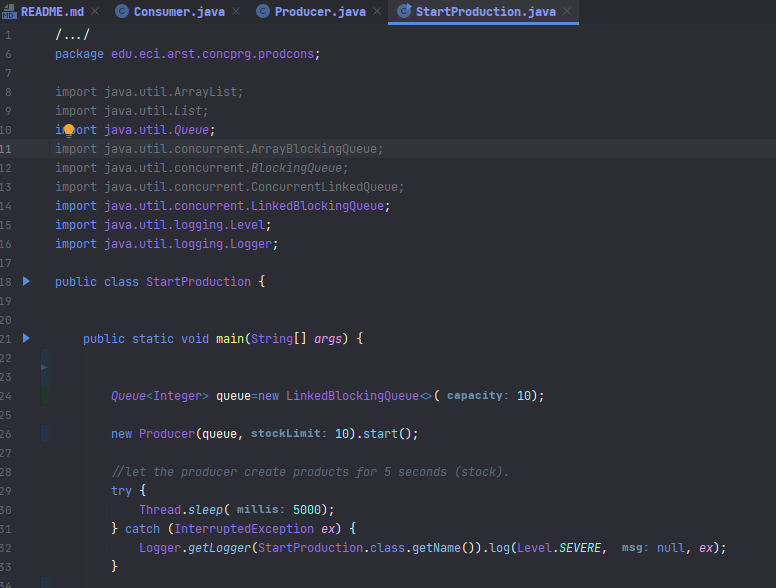 README.md Consumer.java Producer.java StartProduction.java
1 /.../
6 package edu.eci.arst.concprg.prodcons;
7
8 import java.util.ArrayList;
9 import java.util.List;
10 import java.util.Queue;
11 import java.util.concurrent.ArrayBlockingQueue;
12 import java.util.concurrent.BlockingQueue;
13 import java.util.concurrent.ConcurrentLinkedQueue;
14 import java.util.concurrent.LinkedBlockingQueue;
15 import java.util.logging.Level;
16 import java.util.logging.Logger;
17
18 public class StartProduction {
19
20
21 public static void main(String[] args) {
22
23
24 Queue<Integer> queue=new LinkedBlockingQueue<>( capacity: 10);
25
26 new Producer(queue, stockLimit: 10).start();
27
28 //let the producer create products for 5 seconds (stock).
29 try {
30 Thread.sleep( millis: 5000);
31 } catch (InterruptedException ex) {
32 Logger.getLogger(StartProduction.class.getName()).log(Level.SEVERE, msg: null, ex);
33 }
34